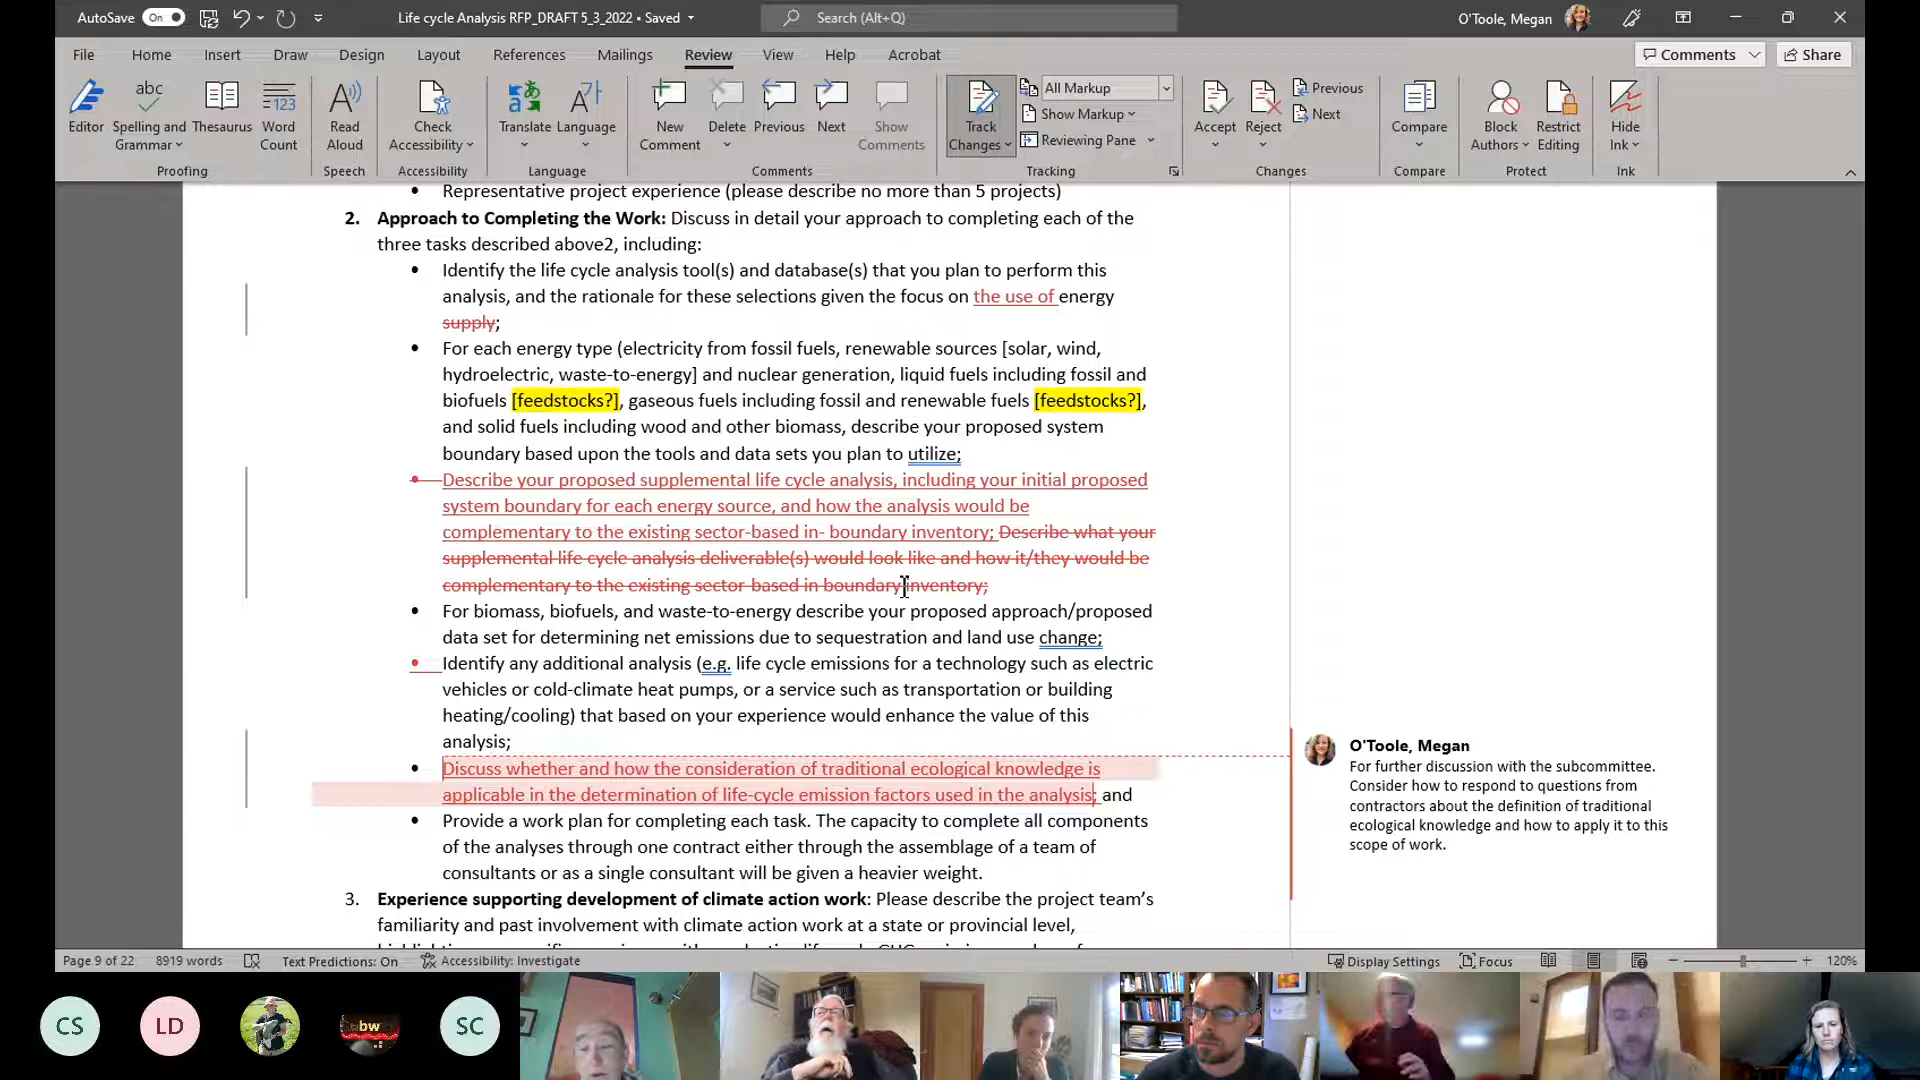 AutoSave On Life cycle Analysis RFP_DRAFT 5_3_2022 • Saved Search (Alt+Q) O'Toole, Megan
File Home Insert Draw Design Layout References Mailings Review View Help Acrobat Comments Share
Editor
Spelling and Grammar
Thesaurus
Word Count
Proofing
Read Aloud
Speech
Check Accessibility
Accessibility
Translate
Language
Language
New Comment
Delete
Previous
Next
Show Comments
Comments
Track Changes
All Markup
Show Markup
Reviewing Pane
Tracking
Accept
Reject
Previous
Next
Changes
Compare
Compare
Block Authors
Restrict Editing
Protect
Hide Ink
Ink
• Representative project experience (please describe no more than 5 projects)
2. Approach to Completing the Work: Discuss in detail your approach to completing each of the
three tasks described above2, including:
• Identify the life cycle analysis tool(s) and database(s) that you plan to perform this
analysis, and the rationale for these selections given the focus on the use of energy
supply;
• For each energy type (electricity from fossil fuels, renewable sources [solar, wind,
hydroelectric, waste-to-energy] and nuclear generation, liquid fuels including fossil and
biofuels [feedstocks?], gaseous fuels including fossil and renewable fuels [feedstocks?],
and solid fuels including wood and other biomass, describe your proposed system
boundary based upon the tools and data sets you plan to utilize;
• Describe your proposed supplemental life cycle analysis, including your initial proposed
system boundary for each energy source, and how the analysis would be
complementary to the existing sector-based in- boundary inventory; Describe what your
supplemental life cycle analysis deliverable(s) would look like and how it/they would be
complementary to the existing sector-based in boundary inventory;
• For biomass, biofuels, and waste-to-energy describe your proposed approach/proposed
data set for determining net emissions due to sequestration and land use change;
• Identify any additional analysis (e.g. life cycle emissions for a technology such as electric
vehicles or cold-climate heat pumps, or a service such as transportation or building
heating/cooling) that based on your experience would enhance the value of this
analysis;
• Discuss whether and how the consideration of traditional ecological knowledge is
applicable in the determination of life-cycle emission factors used in the analysis; and
• Provide a work plan for completing each task. The capacity to complete all components
of the analyses through one contract either through the assemblage of a team of
consultants or as a single consultant will be given a heavier weight.
3. Experience supporting development of climate action work: Please describe the project team's
familiarity and past involvement with climate action work at a state or provincial level,
O'Toole, Megan
For further discussion with the subcommittee.
Consider how to respond to questions from
contractors about the definition of traditional
ecological knowledge and how to apply it to this
scope of work.
Page 9 of 22 8919 words Text Predictions: On Accessibility: Investigate Display Settings Focus 120%
CS LD bw SC